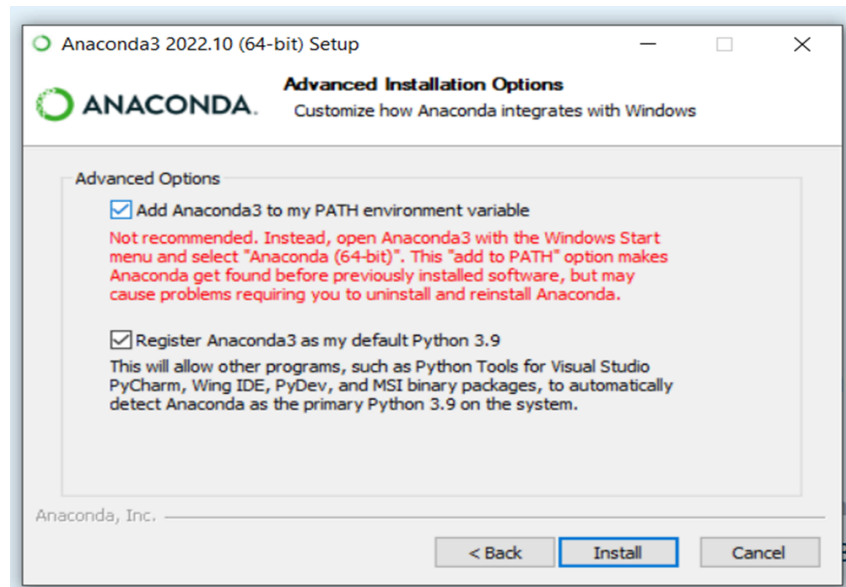 Anaconda3 2022.10 (64-bit) Setup
ANACONDA.
Advanced Installation Options
Customize how Anaconda integrates with Windows
Advanced Options
Add Anaconda3 to my PATH environment variable
Not recommended. Instead, open Anaconda3 with the Windows Start
menu and select "Anaconda (64-bit)". This "add to PATH" option makes
Anaconda get found before previously installed software, but may
cause problems requiring you to uninstall and reinstall Anaconda.
Register Anaconda3 as my default Python 3.9
This will allow other programs, such as Python Tools for Visual Studio
PyCharm, Wing IDE, PyDev, and MSI binary packages, to automatically
detect Anaconda as the primary Python 3.9 on the system.
Anaconda, Inc.
< Back
Install
Cancel